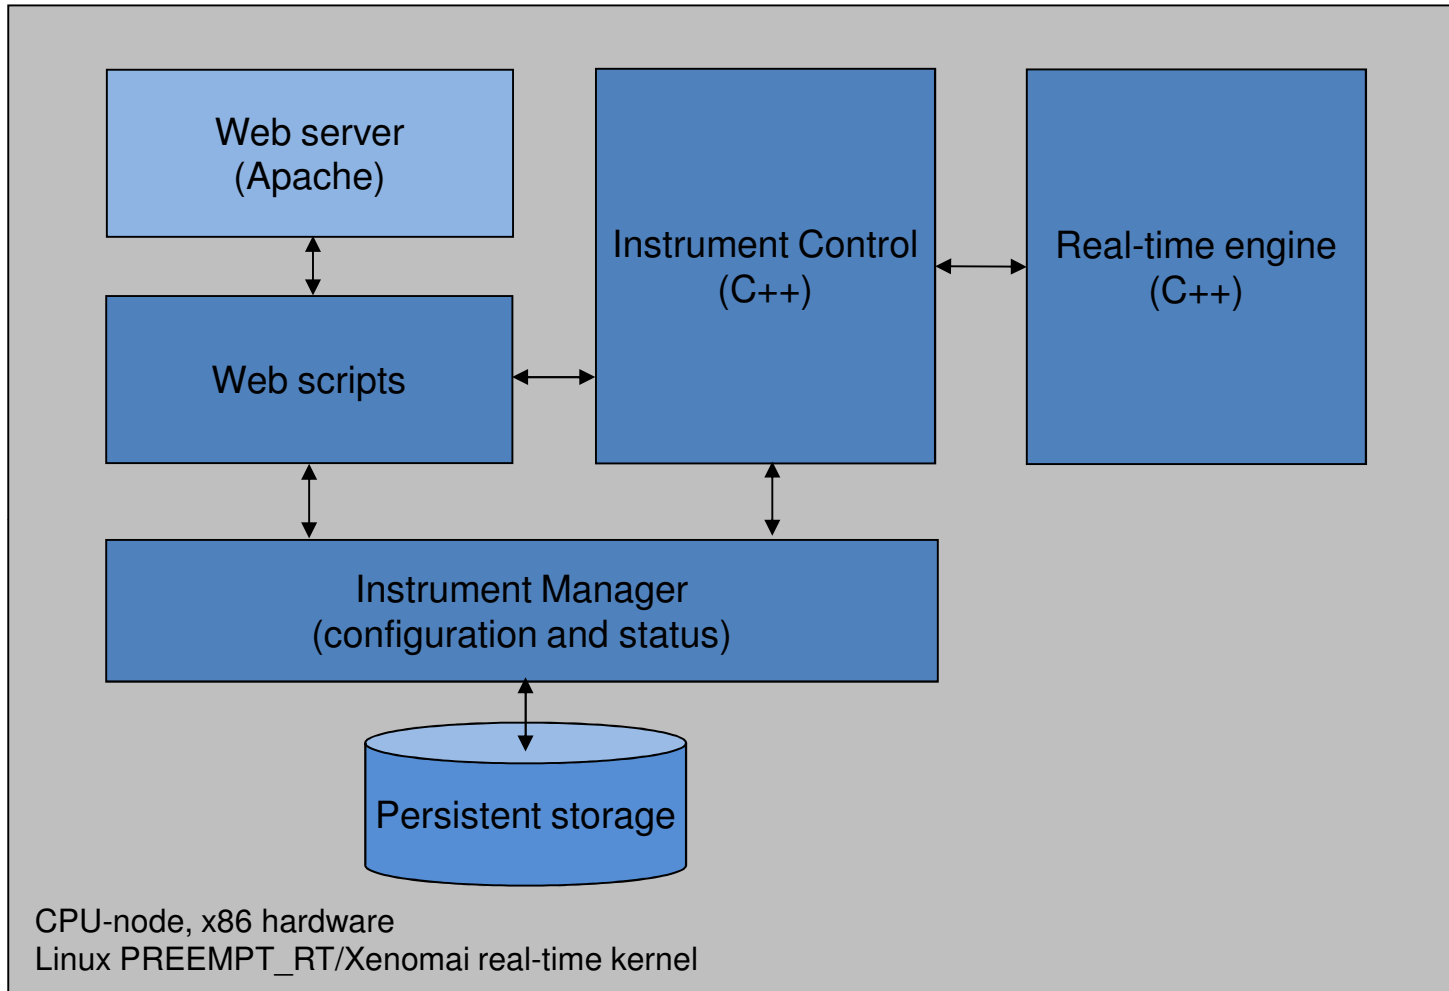 Web server
(Apache)
Instrument Control
(C++)
Real-time engine
(C++)
Web scripts
Instrument Manager
(configuration and status)
Persistent storage
CPU-node, x86 hardware
Linux PREEMPT_RT/Xenomai real-time kernel